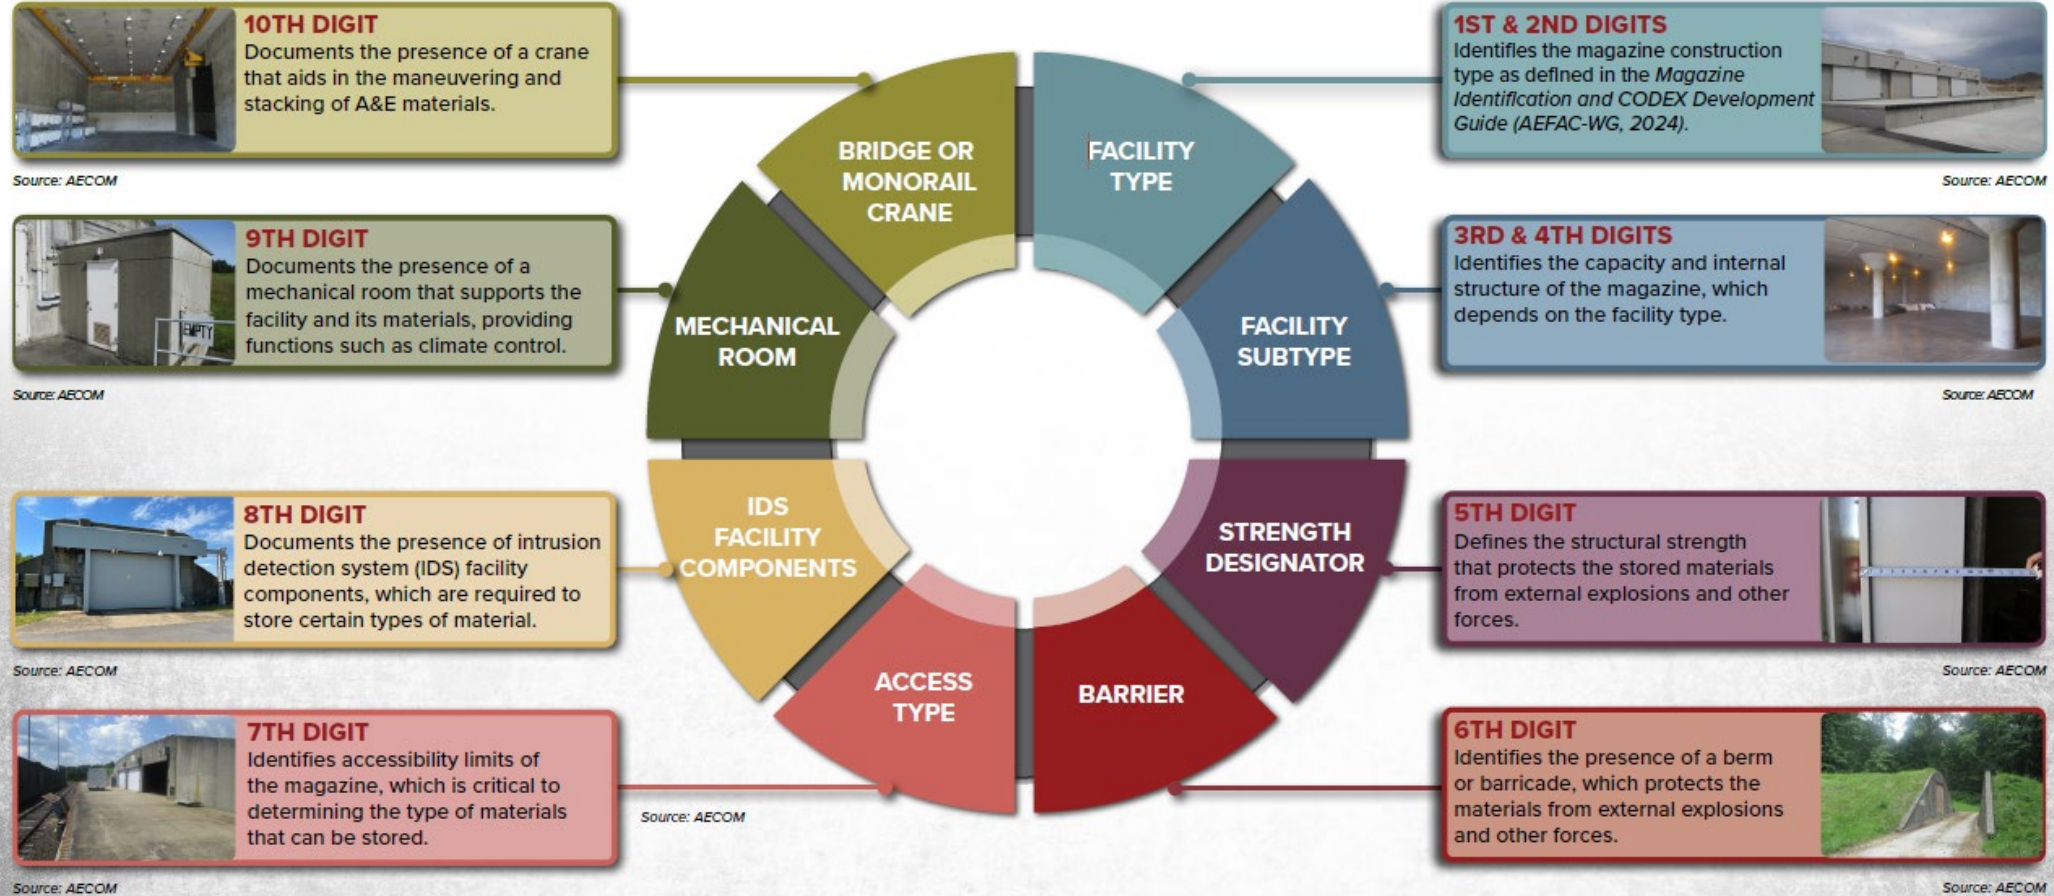 10TH DIGIT
Documents the presence of a crane
that aids in the maneuvering and
stacking of A&E materials.
Source: AECOM
9TH DIGIT
Documents the presence of a
mechanical room that supports the
facility and its materials, providing
functions such as climate control.
EMPTY
Source: AECOM
8TH DIGIT
Documents the presence of intrusion
detection system (IDS) facility
components, which are required to
store certain types of material.
Source: AECOM
7TH DIGIT
Identifies accessibility limits of
the magazine, which is critical to
determining the type of materials
that can be stored.
Source: AECOM
Source: AECOM
BRIDGE OR
MONORAIL
CRANE
FACILITY
TYPE
MECHANICAL
ROOM
FACILITY
SUBTYPE
IDS
FACILITY
COMPONENTS
STRENGTH
DESIGNATOR
ACCESS
TYPE
BARRIER
1ST & 2ND DIGITS
Identifies the magazine construction
type as defined in the Magazine
Identification and CODEX Development
Guide (AEFAC-WG, 2024).
Source: AECOM
3RD & 4TH DIGITS
Identifies the capacity and internal
structure of the magazine, which
depends on the facility type.
Source: AECOM
5TH DIGIT
Defines the structural strength
that protects the stored materials
from external explosions and other
forces.
Source: AECOM
6TH DIGIT
Identifies the presence of a berm
or barricade, which protects the
materials from external explosions
and other forces.
Source: AECOM